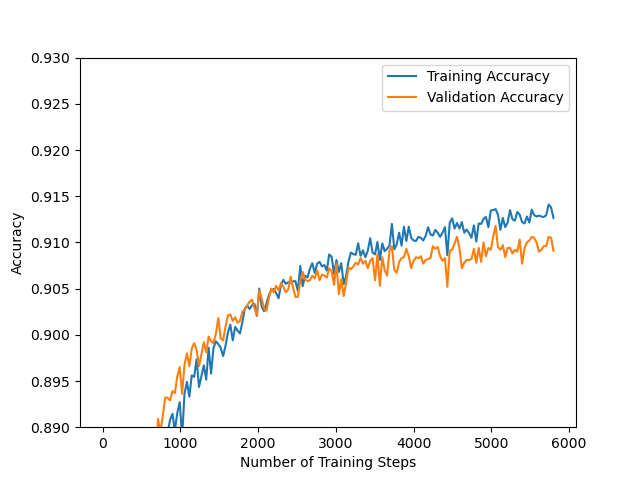 0.930
0.925
0.920
0.915
0.910
0.905
0.900
0.895
0.890
Accuracy
Training Accuracy
Validation Accuracy
0 1000 2000 3000 4000 5000 6000
Number of Training Steps